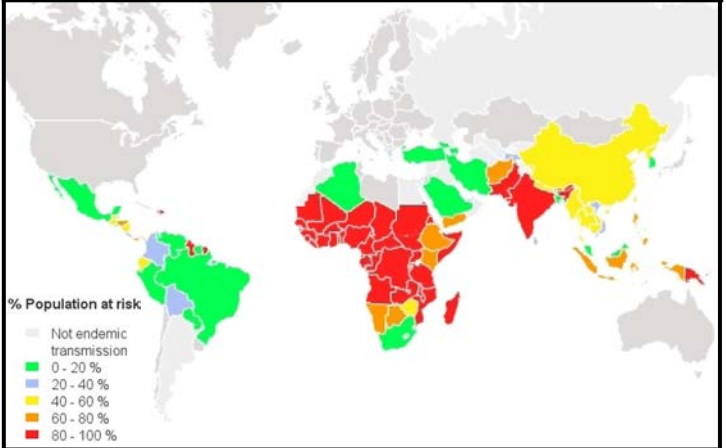 % Population at risk:
Not endemic
transmission
0 - 20 %
20 - 40 %
40 - 60 %
60 - 80 %
80 - 100 %